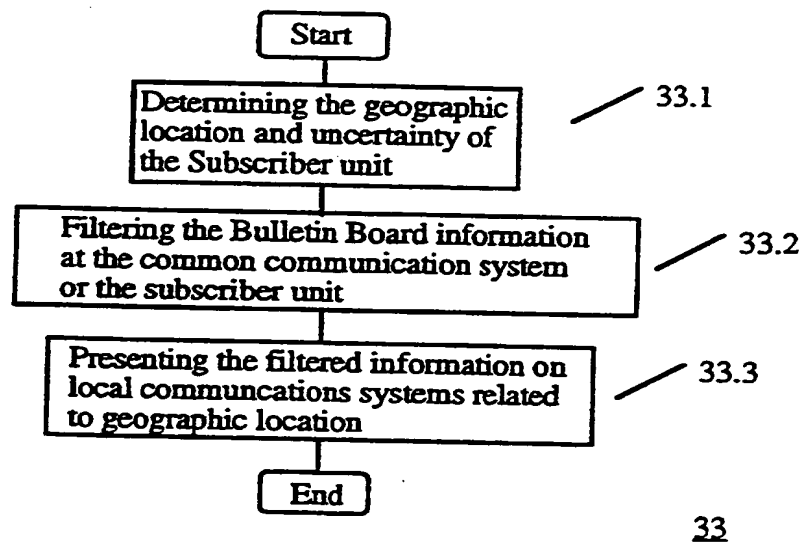 Start
Determining the geographic
location and uncertainty of
the Subscriber unit
33.1
Filtering the Bulletin Board information
at the common communication system
or the subscriber unit
33.2
Presenting the filtered information on
local communcations systems related
to geographic location
33.3
End
33